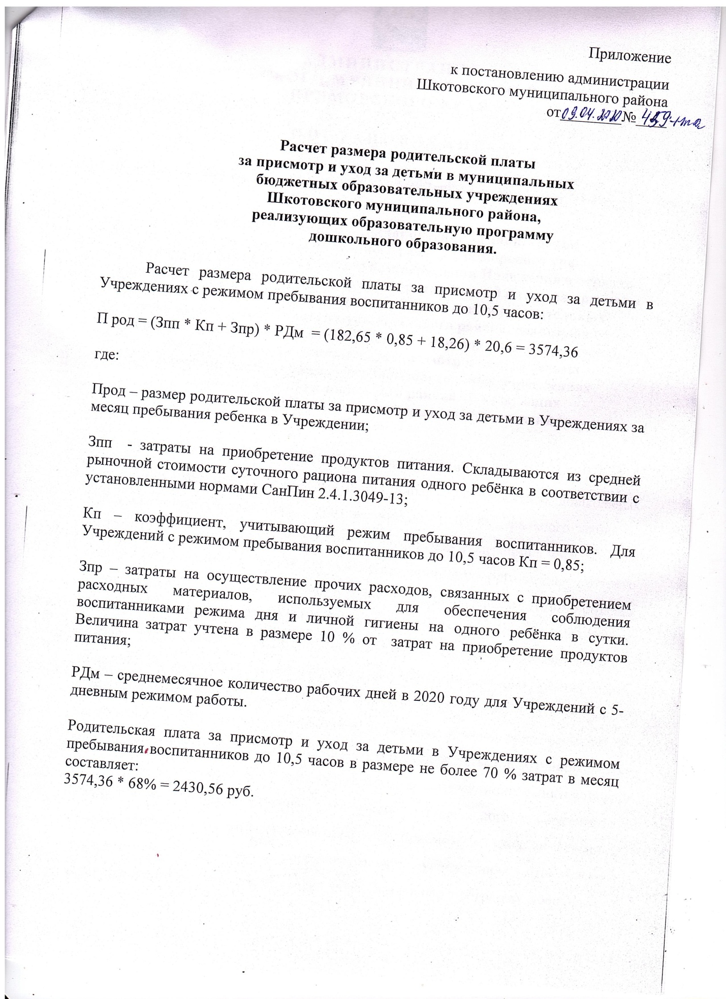 Приложение
к постановлению администрации
Шкотовского муниципального района
от 09.04.2020 №
Расчет размера родительской платы
за присмотр и уход за детьми в муниципальных
бюджетных образовательных учреждениях
Шкотовского муниципального района,
реализующих образовательную программу
дошкольного образования.
Расчет размера родительской платы за присмотр и уход за детьми в
Учреждениях с режимом пребывания воспитанников до 10,5 часов:
П род = (Зпп * Кп + Зпр) * РДм = (182,65 * 0,85 + 18,26) * 20,6 = 3574,36
где:
Прод – размер родительской платы за присмотр и уход за детьми в Учреждениях за
месяц пребывания ребенка в Учреждении;
Зпп - затраты на приобретение продуктов питания. Складываются из средней
рыночной стоимости суточного рациона питания одного ребёнка в соответствии с
установленными нормами СанПин 2.4.1.3049-13;
Кп – коэффициент, учитывающий режим пребывания воспитанников. Для
Учреждений с режимом пребывания воспитанников до 10,5 часов Кп = 0,85;
Зпр – затраты на осуществление прочих расходов, связанных с приобретением
расходных материалов, используемых для обеспечения соблюдения
воспитанниками режима дня и личной гигиены на одного ребёнка в сутки.
Величина затрат учтена в размере 10 % от затрат на приобретение продуктов
питания;
РДм – среднемесячное количество рабочих дней в 2020 году для Учреждений с 5-
дневным режимом работы.
Родительская плата за присмотр и уход за детьми в Учреждениях с режимом
пребывания воспитанников до 10,5 часов в размере не более 70 % затрат в месяц
составляет:
3574,36 * 68% = 2430,56 руб.